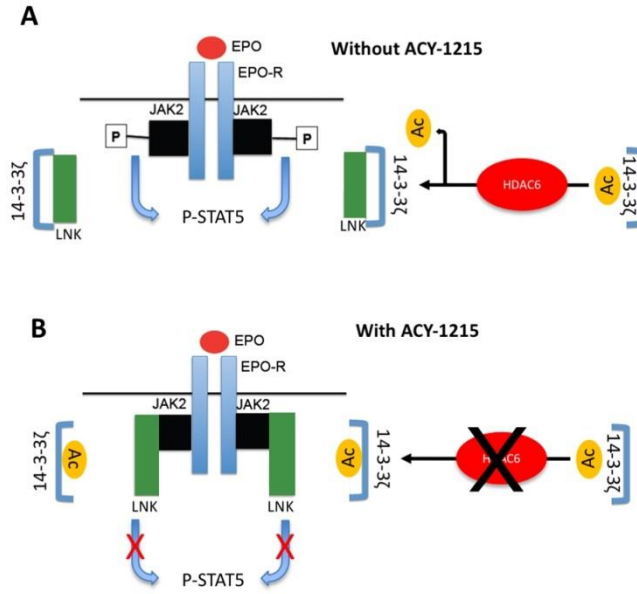 A
Without ACY-1215
EPO
EPO-R
JAK2
JAK2
P
P
Ac
14-3-3ζ
LNK
P-STAT5
LNK
14-3-3ζ
HDAC6
Ac
14-3-3ζ
B
With ACY-1215
EPO
EPO-R
JAK2
JAK2
14-3-3ζ
Ac
LNK
LNK
Ac
14-3-3ζ
HDAC6
Ac
14-3-3ζ
P-STAT5